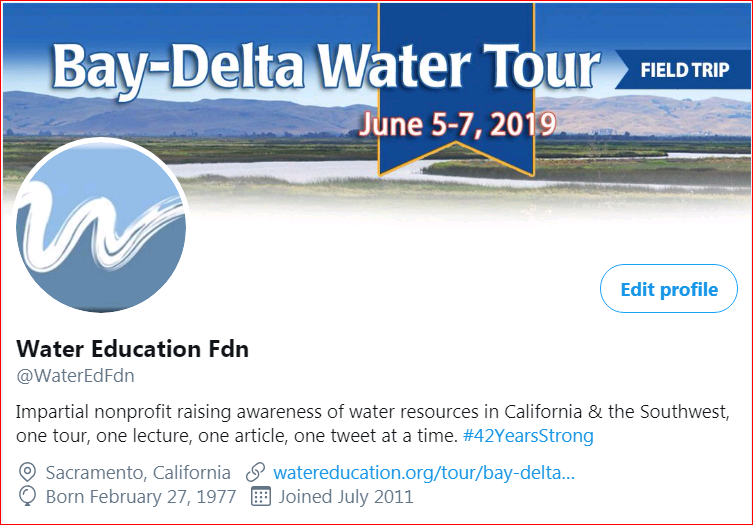 Bay-Delta Water Tour
FIELD TRIP
June 5-7, 2019
Edit profile
Water Education Fdn
@WaterEdFdn
Impartial nonprofit raising awareness of water resources in California & the Southwest,
one tour, one lecture, one article, one tweet at a time. #42YearsStrong
Sacramento, California watereducation.org/tour/bay-delta...
Born February 27, 1977 Joined July 2011